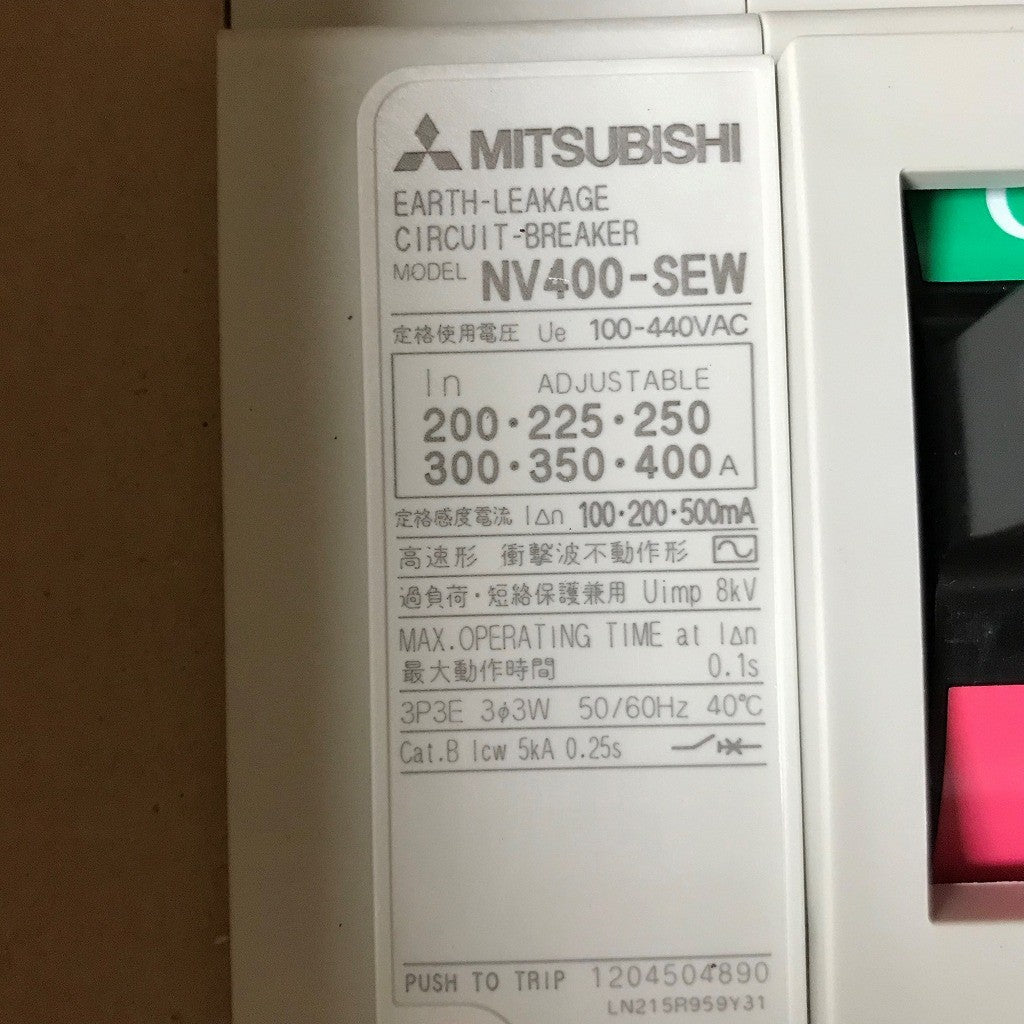 MITSUBISHI
EARTH-LEAKAGE
CIRCUIT-BREAKER
MODEL NV400-SEW
定格使用電圧 Ue 100-440VAC
In ADJUSTABLE
200・225・250
300・350・400A
定格感度電流 I△n 100・200・500mA
高速形 衝撃波不動作形
過負荷・短絡保護兼用 Uimp 8kV
MAX.OPERATING TIME at I△n
最大動作時間 0.1s
3P3E 3φ3W 50/60Hz 40℃
Cat.B Icw 5kA 0.25s
PUSH TO TRIP 1204504890
LN215R959Y31